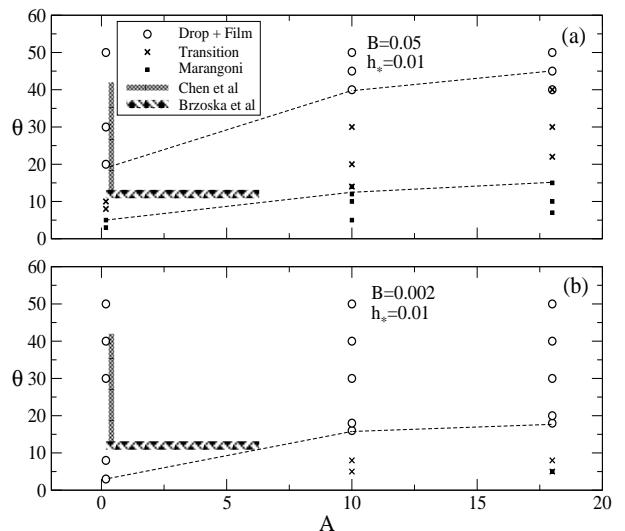 60
50
40
30
20
10
0
θ
Drop + Film
Transition
Marangoni
Chen et al
Brzoska et al
B=0.05
h*=0.01
(a)
60
50
40
30
20
10
0
θ
B=0.002
h*=0.01
(b)
0
5
10
15
20
A